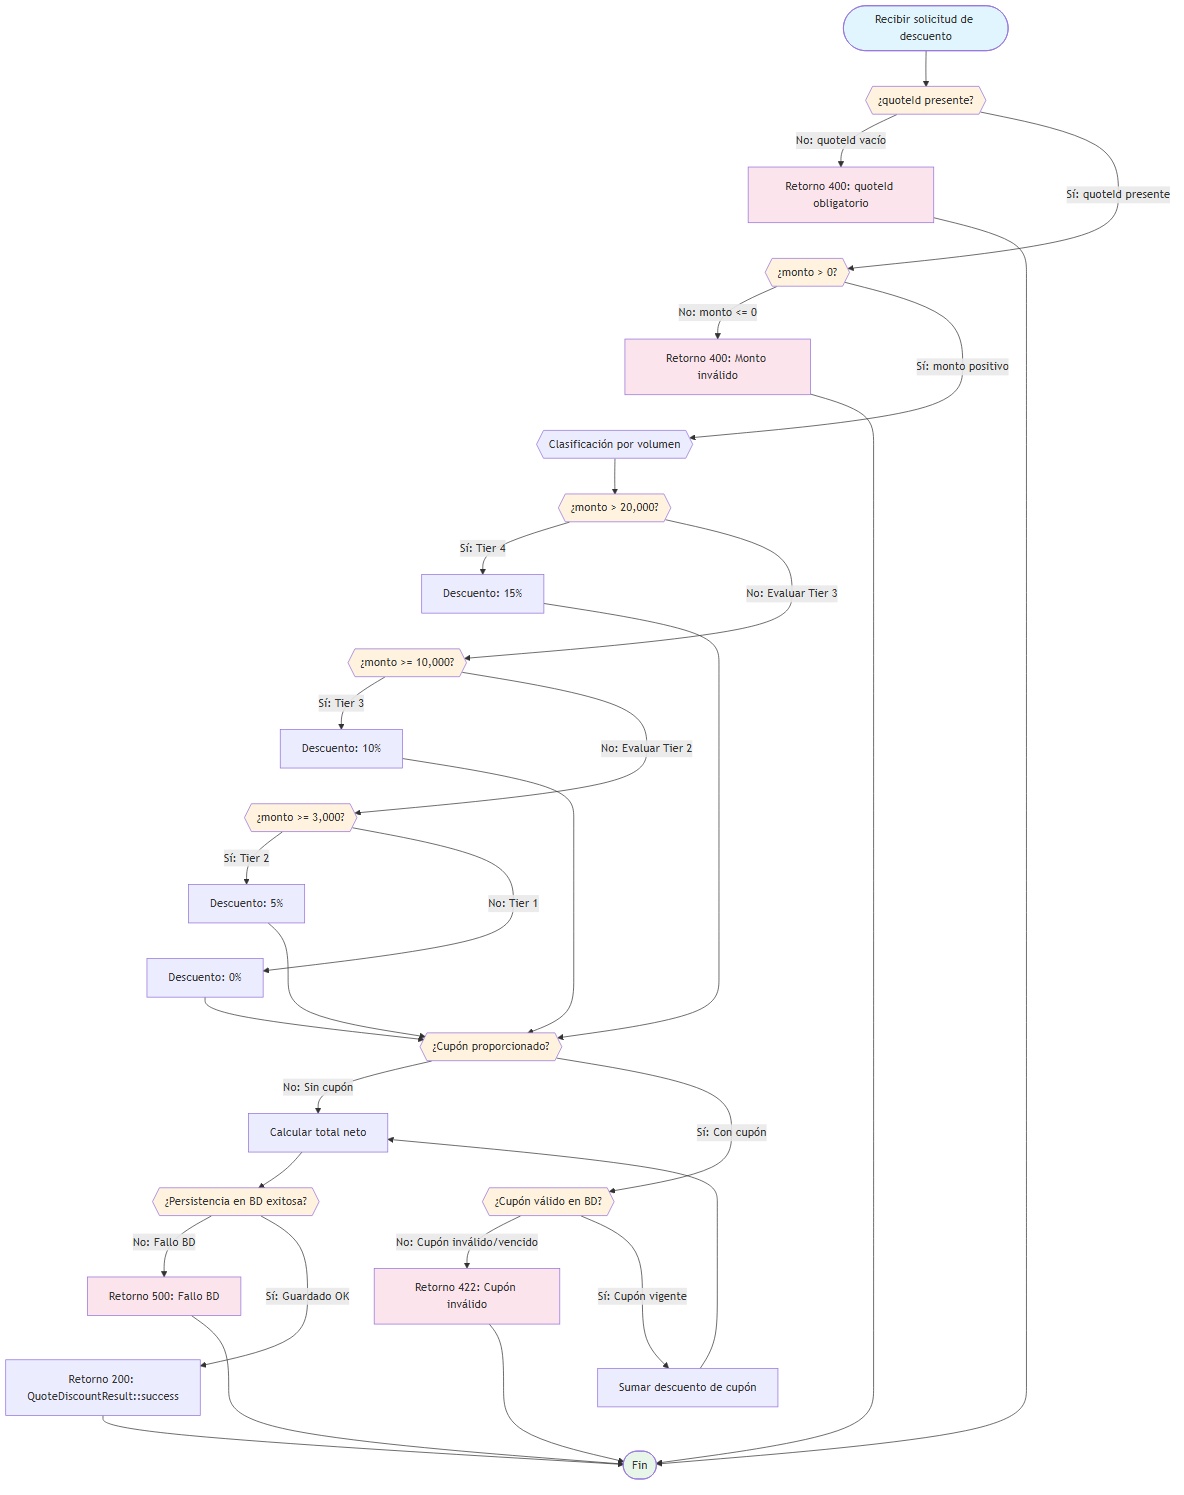 Recibir solicitud de
descuento
¿quoteId presente?
No: quoteId vacío
Sí: quoteId presente
Retorno 400: quoteId
obligatorio
¿monto > 0?
No: monto <= 0
Sí: monto positivo
Retorno 400: Monto
inválido
Clasificación por volumen
¿monto > 20,000?
Sí: Tier 4
No: Evaluar Tier 3
Descuento: 15%
¿monto >= 10,000?
Sí: Tier 3
No: Evaluar Tier 2
Descuento: 10%
¿monto >= 3,000?
Sí: Tier 2
No: Tier 1
Descuento: 5%
Descuento: 0%
¿Cupón proporcionado?
No: Sin cupón
Sí: Con cupón
Calcular total neto
¿Persistencia en BD exitosa?
¿Cupón válido en BD?
No: Fallo BD
No: Cupón inválido/vencido
Retorno 500: Fallo BD
Sí: Guardado OK
Retorno 422: Cupón
inválido
Sí: Cupón vigente
Retorno 200:
QuoteDiscountResult::success
Sumar descuento de cupón
Fin